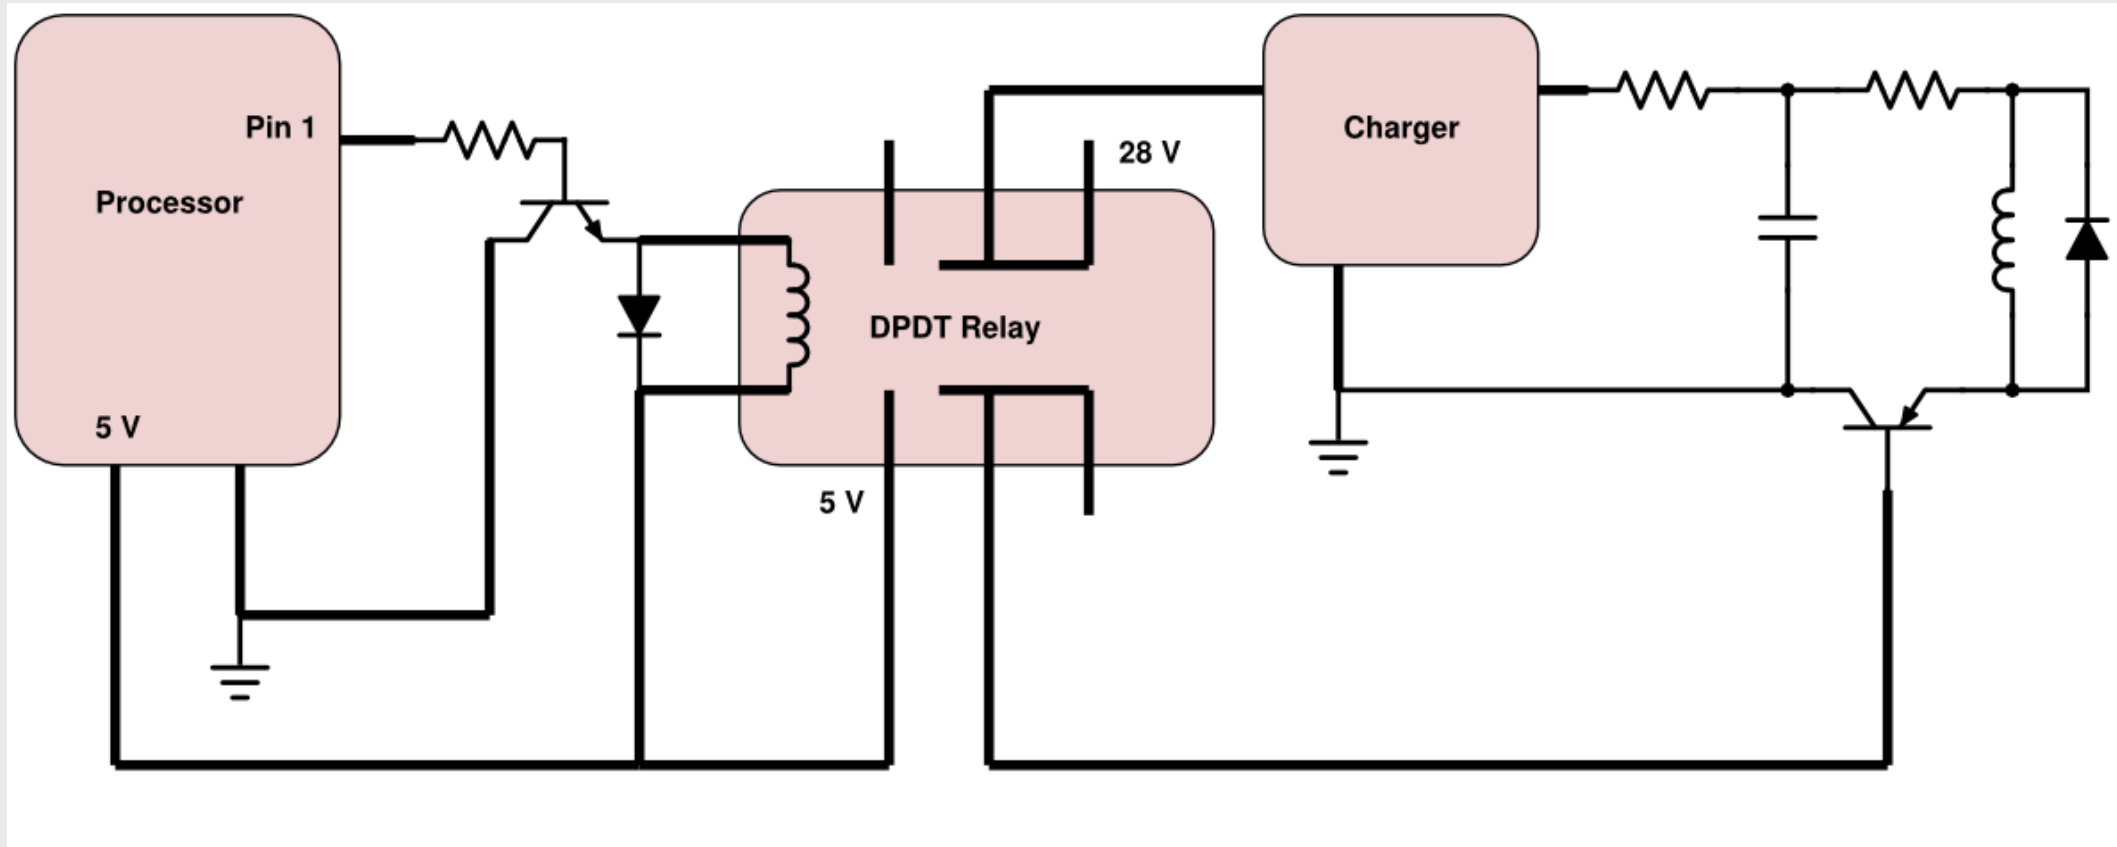 Pin 1
Processor
5 V
28 V
DPDT Relay
5 V
Charger